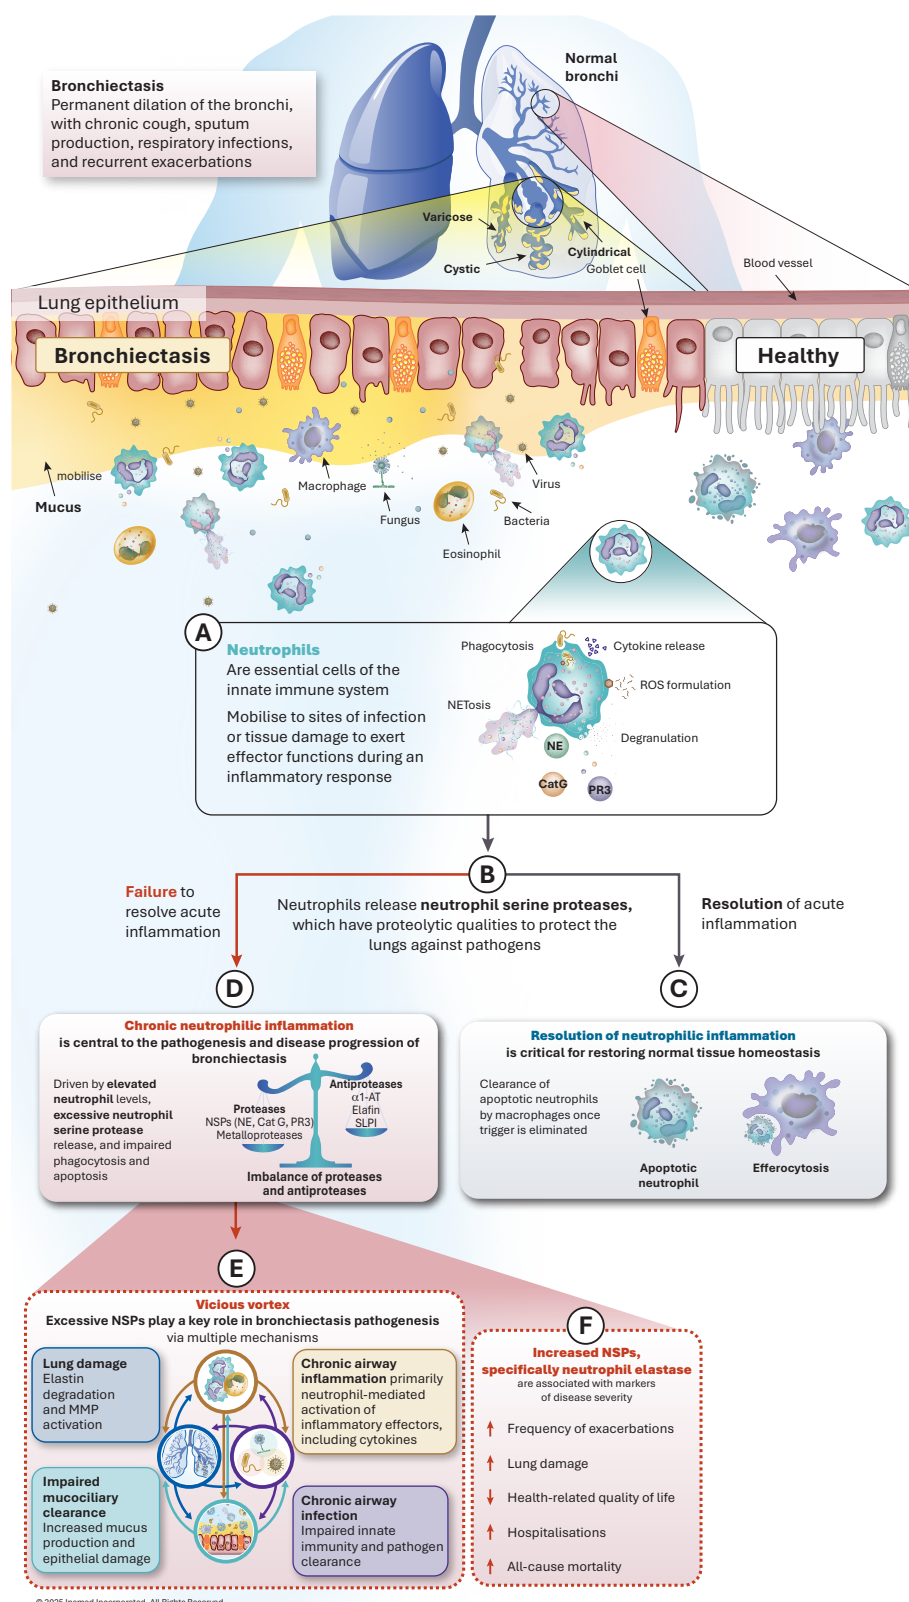 Normal
bronchi
Bronchiectasis
Permanent dilation of the bronchi,
with chronic cough, sputum
production, respiratory infections,
and recurrent exacerbations
Varicose
Cylindrical
Cystic
Goblet cell
Blood vessel
Lung epithelium
Bronchiectasis
Healthy
mobilise
Mucus
Macrophage
Fungus
Virus
Bacteria
Eosinophil
A
Neutrophils
Are essential cells of the
innate immune system
Mobilise to sites of infection
or tissue damage to exert
effector functions during an
inflammatory response
Phagocytosis
Cytokine release
ROS formulation
NETosis
Degranulation
NE
CatG
PR3
B
Neutrophils release neutrophil serine proteases,
which have proteolytic qualities to protect the
lungs against pathogens
Failure to
resolve acute
inflammation
Resolution of acute
inflammation
D
C
Chronic neutrophilic inflammation
is central to the pathogenesis and disease progression of
bronchiectasis
Driven by elevated
neutrophil levels,
excessive neutrophil
serine protease
release, and impaired
phagocytosis and
apoptosis
Proteases
NSPs (NE, Cat G, PR3)
Metalloproteases
Antiproteases
α1-AT
Elafin
SLPI
Imbalance of proteases
and antiproteases
Resolution of neutrophilic inflammation
is critical for restoring normal tissue homeostasis
Clearance of
apoptotic neutrophils
by macrophages once
trigger is eliminated
Apoptotic
neutrophil
Efferocytosis
E
Vicious vortex
Excessive NSPs play a key role in bronchiectasis pathogenesis
via multiple mechanisms
Lung damage
Elastin
degradation
and MMP
activation
Chronic airway
inflammation primarily
neutrophil-mediated
activation of
inflammatory effectors,
including cytokines
Impaired
mucociliary
clearance
Increased mucus
production and
epithelial damage
Chronic airway
infection
Impaired innate
immunity and pathogen
clearance
F
Increased NSPs,
specifically neutrophil elastase
are associated with markers
of disease severity
Frequency of exacerbations
Lung damage
Health-related quality of life
Hospitalisations
All-cause mortality